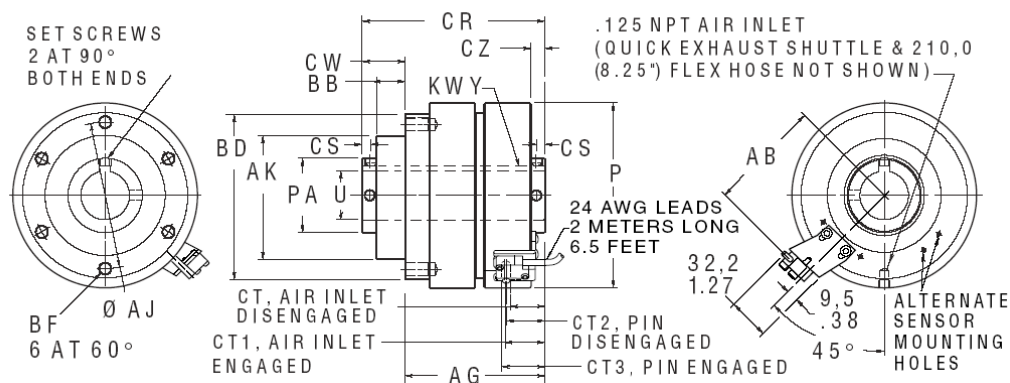 SET SCREWS
2 AT 90°
BOTH ENDS
BF
6 AT 60°
Ø AJ
CR
CZ
CW
BB
KWY
CS
CS
BD
AK
PA
U
P
24 AWG LEADS
2 METERS LONG
6.5 FEET
CT, AIR INLET
DISENGAGED
CT1, AIR INLET
ENGAGED
CT2, PIN
DISENGAGED
CT3, PIN ENGAGED
AG
.125 NPT AIR INLET
(QUICK EXHAUST SHUTTLE & 210,0
(8.25") FLEX HOSE NOT SHOWN)
AB
32,2
1.27
9,5
.38
45°
ALTERNATE
SENSOR
MOUNTING
HOLES